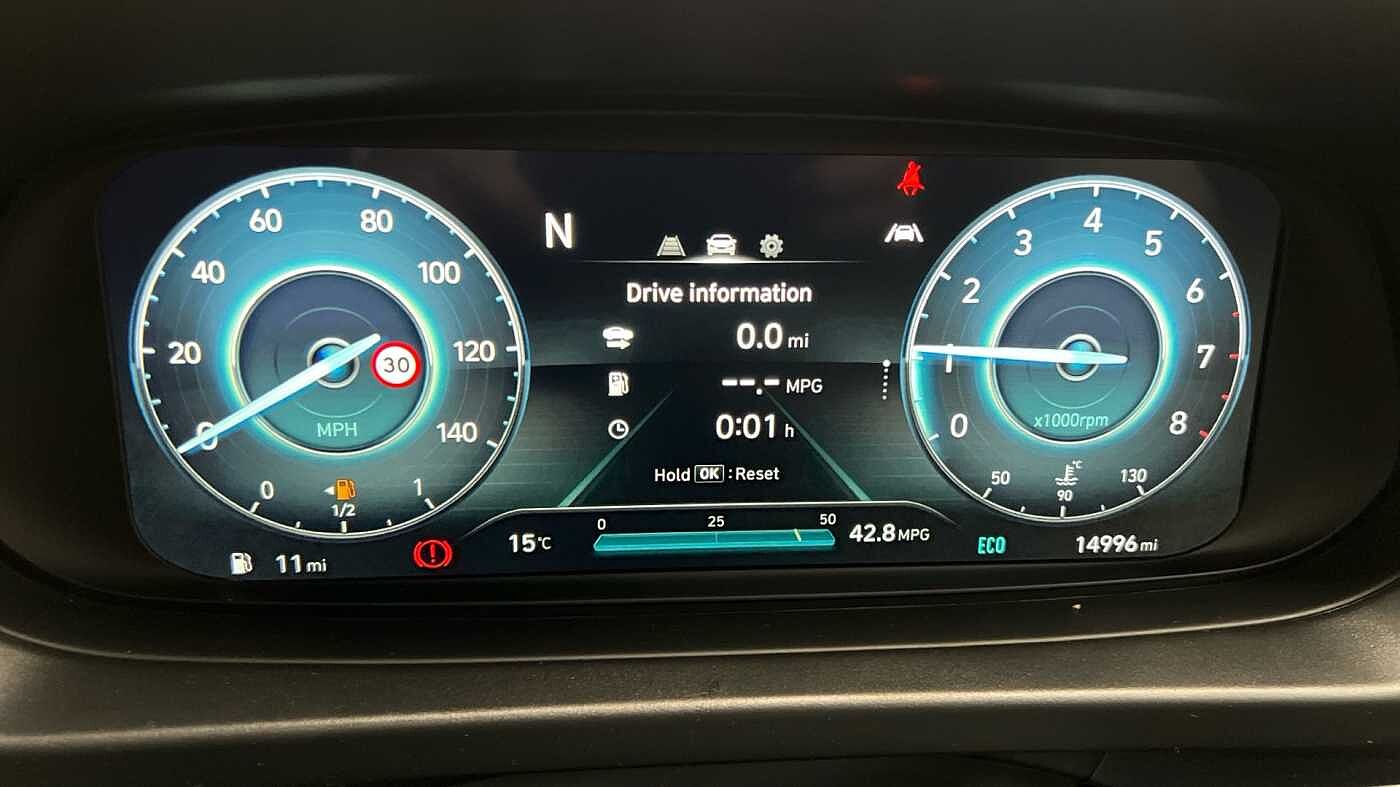 60 80
40 100
20 120
0 140
30
MPH
0 1
1/2
11 mi
N
Drive information
0.0 mi
--.- MPG
0:01 h
Hold OK : Reset
0 25 50
15°C
42.8 MPG
4
3 5
2 6
1 7
0 8
x1000rpm
50 °C 130
90
ECO
14996 mi